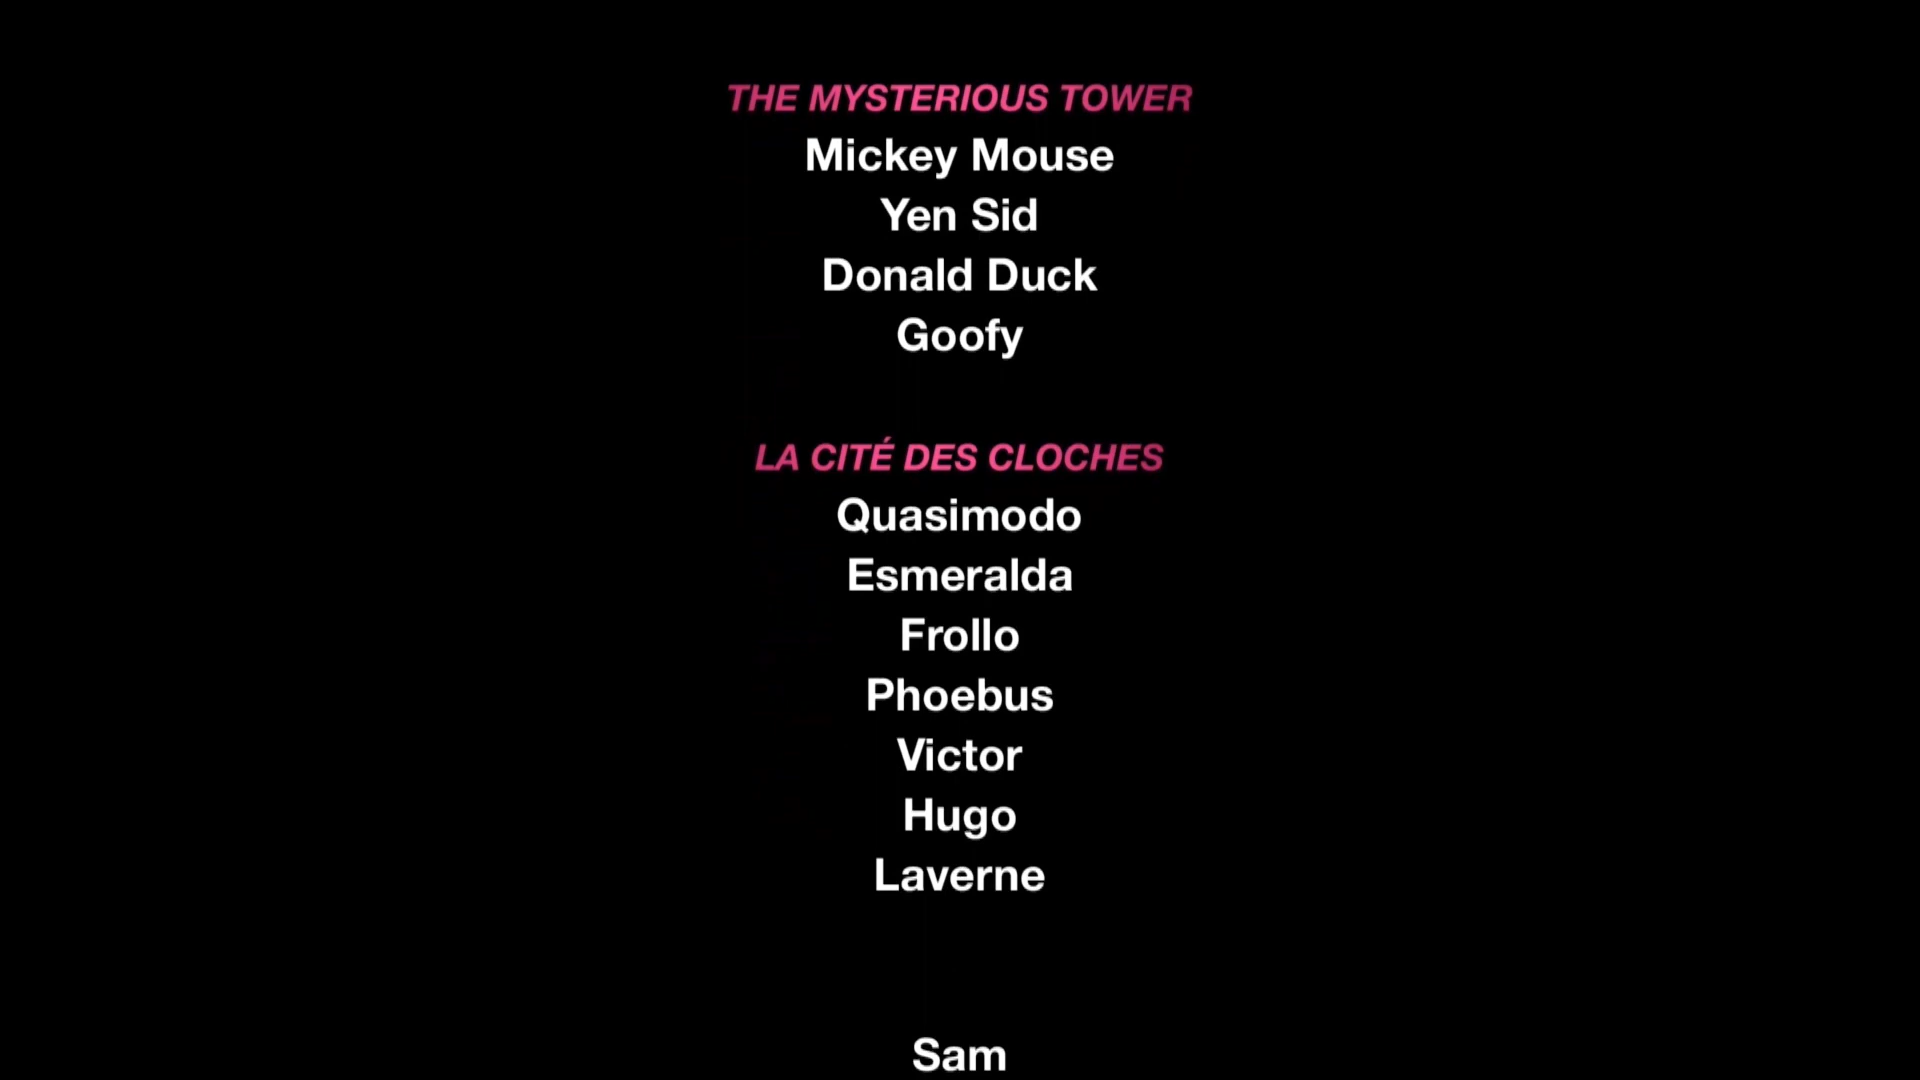 THE MYSTERIOUS TOWER
Mickey Mouse
Yen Sid
Donald Duck
Goofy
LA CITÉ DES CLOCHES
Quasimodo
Esmeralda
Frollo
Phoebus
Victor
Hugo
Laverne
Sam